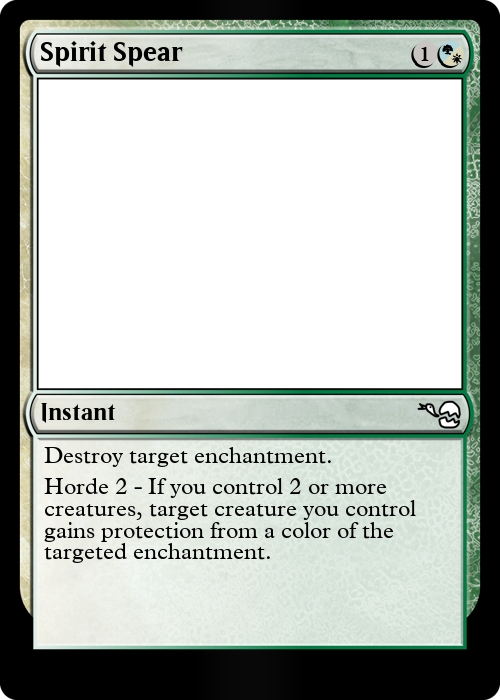 Spirit Spear 1
Instant
Destroy target enchantment.
Horde 2 - If you control 2 or more
creatures, target creature you control
gains protection from a color of the
targeted enchantment.